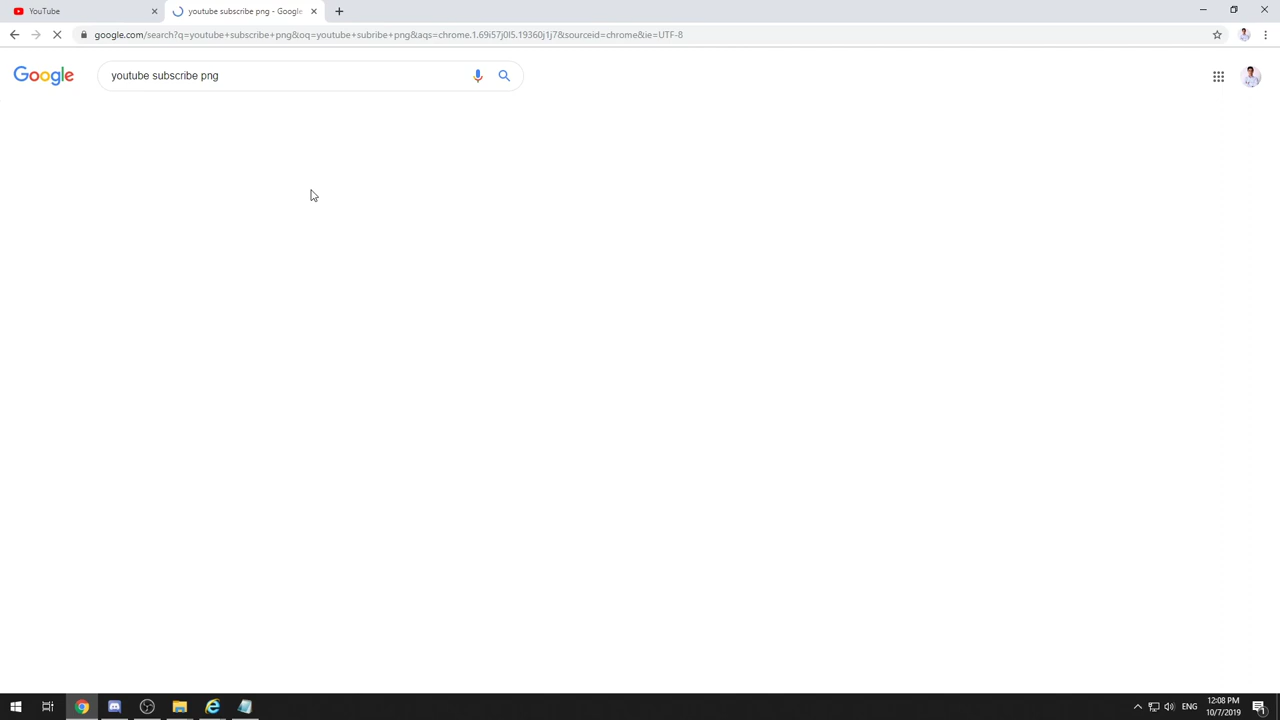 YouTube
youtube subscribe png - Google
google.com/search?q=youtube+subscribe+png&oq=youtube+subribe+png&aqs=chrome.1.69i57j0l5.19360j1j7&sourceid=chrome&ie=UTF-8
Google
youtube subscribe png
ENG
12:08 PM
10/7/2019
1